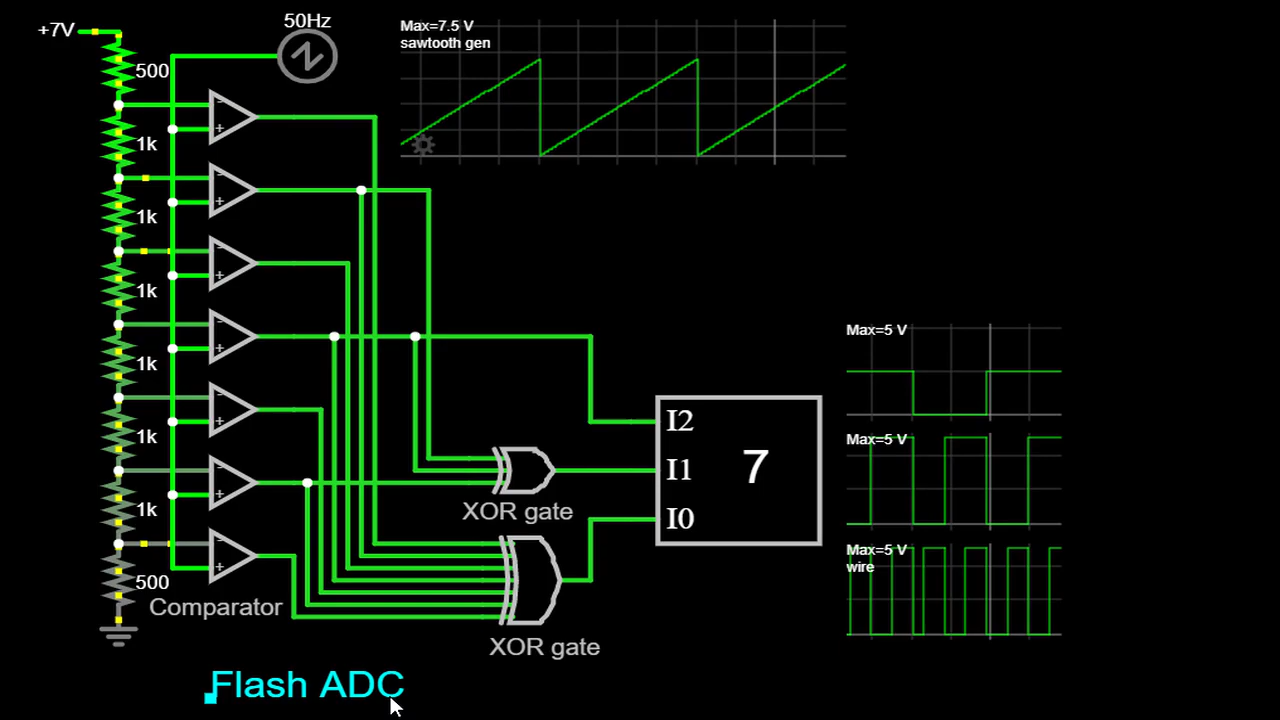 +7V
50Hz
500
1k
1k
1k
1k
1k
1k
500
Comparator
Max=7.5 V
sawtooth gen
- +
- +
- +
- +
- +
- +
- +
XOR gate
XOR gate
I2
I1
I0
7
Max=5 V
Max=5 V
Max=5 V
wire
Flash ADC